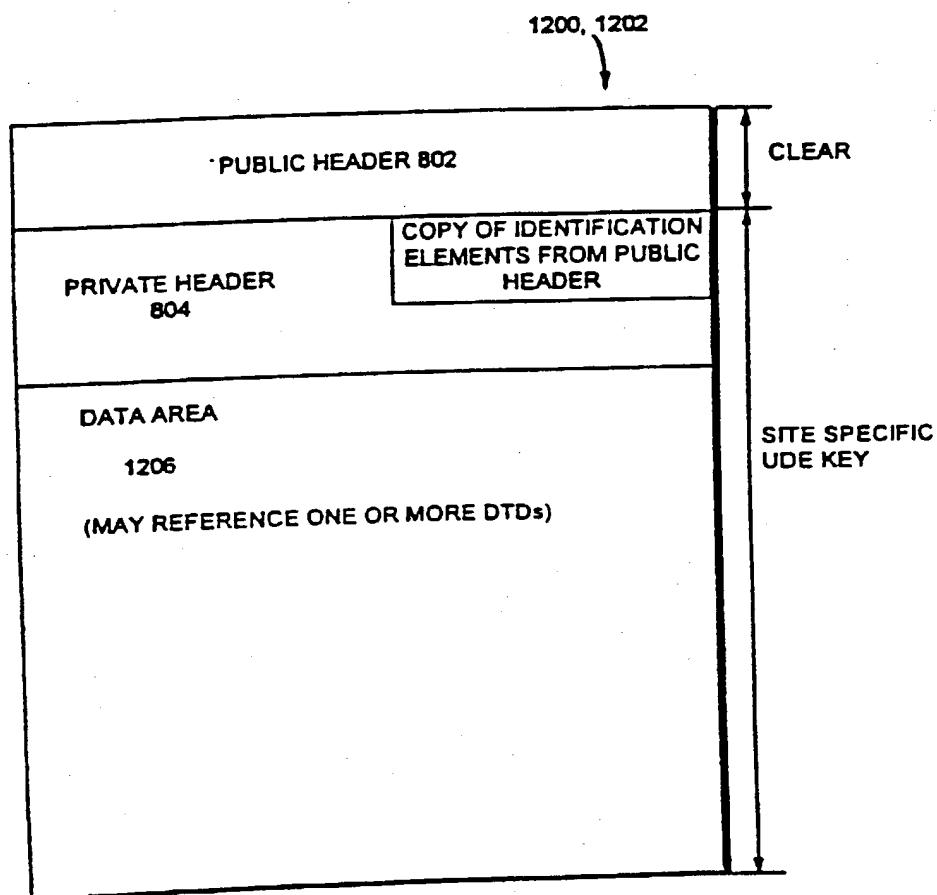 1200, 1202
PUBLIC HEADER 802
CLEAR
COPY OF IDENTIFICATION
ELEMENTS FROM PUBLIC
HEADER
PRIVATE HEADER
804
DATA AREA
1206
(MAY REFERENCE ONE OR MORE DTDs)
SITE SPECIFIC
UDE KEY